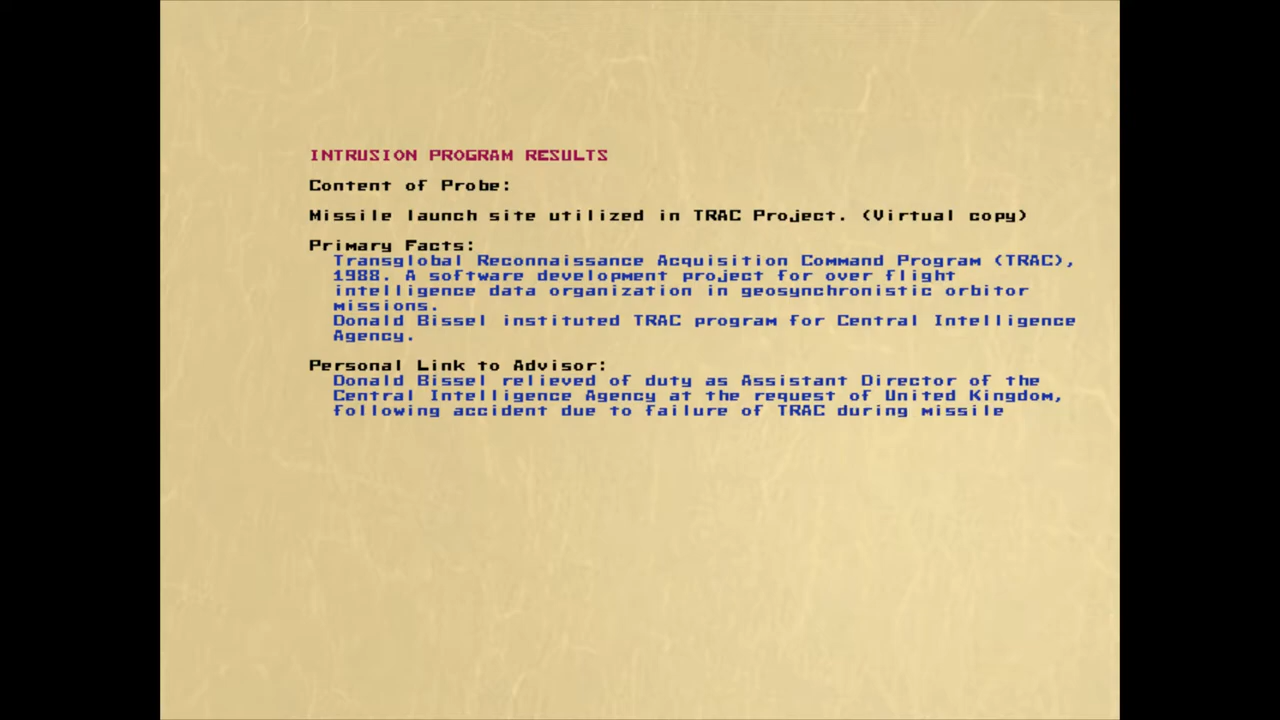 INTRUSION PROGRAM RESULTS
Content of Probe:
Missile launch site utilized in TRAC Project. (Virtual copy)
Primary Facts:
Transglobal Reconnaissance Acquisition Command Program (TRAC),
1988. A software development project for over flight
intelligence data organization in geosynchronistic orbitor
missions.
Donald Bissel instituted TRAC program for Central Intelligence
Agency.
Personal Link to Advisor:
Donald Bissel relieved of duty as Assistant Director of the
Central Intelligence Agency at the request of United Kingdom,
following accident due to failure of TRAC during missile